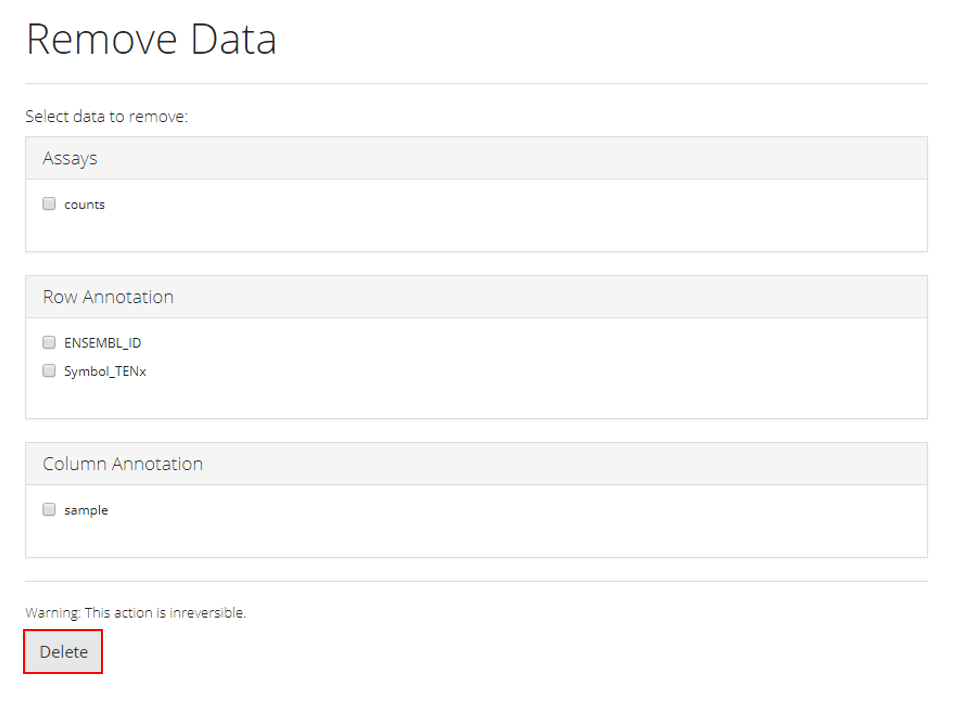 Remove Data
Select data to remove:
Assays
counts
Row Annotation
ENSEMBL_ID
Symbol_TENx
Column Annotation
sample
Warning: This action is inreversible.
Delete